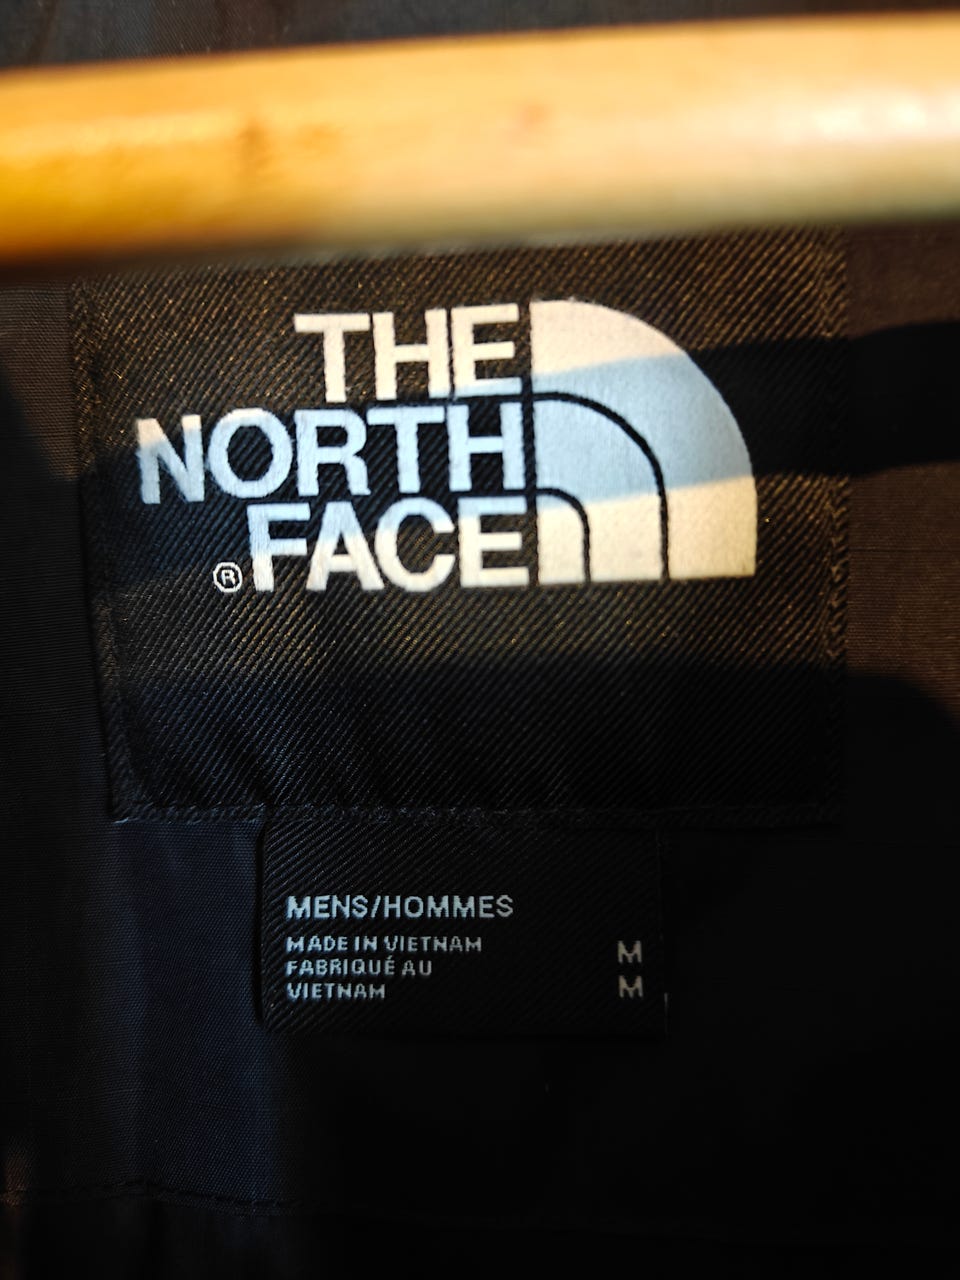 THE
NORTH
FACE
®
MENS/HOMMES
MADE IN VIETNAM
FABRIQUÉ AU
VIETNAM
M
M